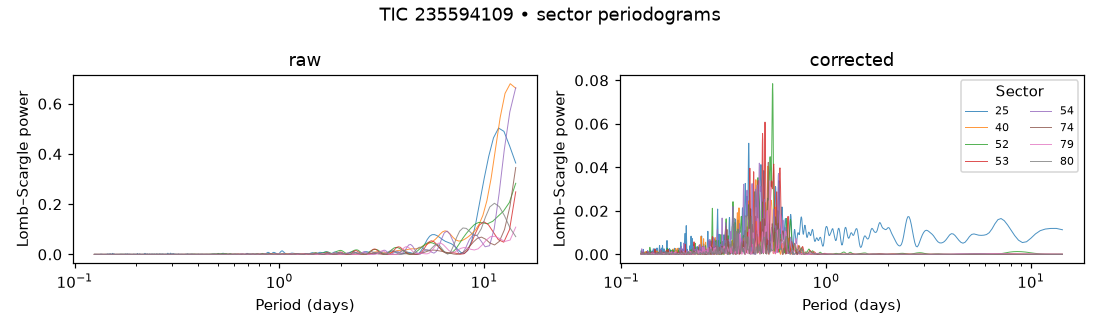 TIC 235594109 • sector periodograms
raw
corrected
Lomb–Scargle power
0.6
0.4
0.2
0.0
10⁻¹
10⁰
10¹
Period (days)
Lomb–Scargle power
0.08
0.06
0.04
0.02
0.00
10⁻¹
10⁰
10¹
Period (days)
Sector
25
40
52
53
54
74
79
80